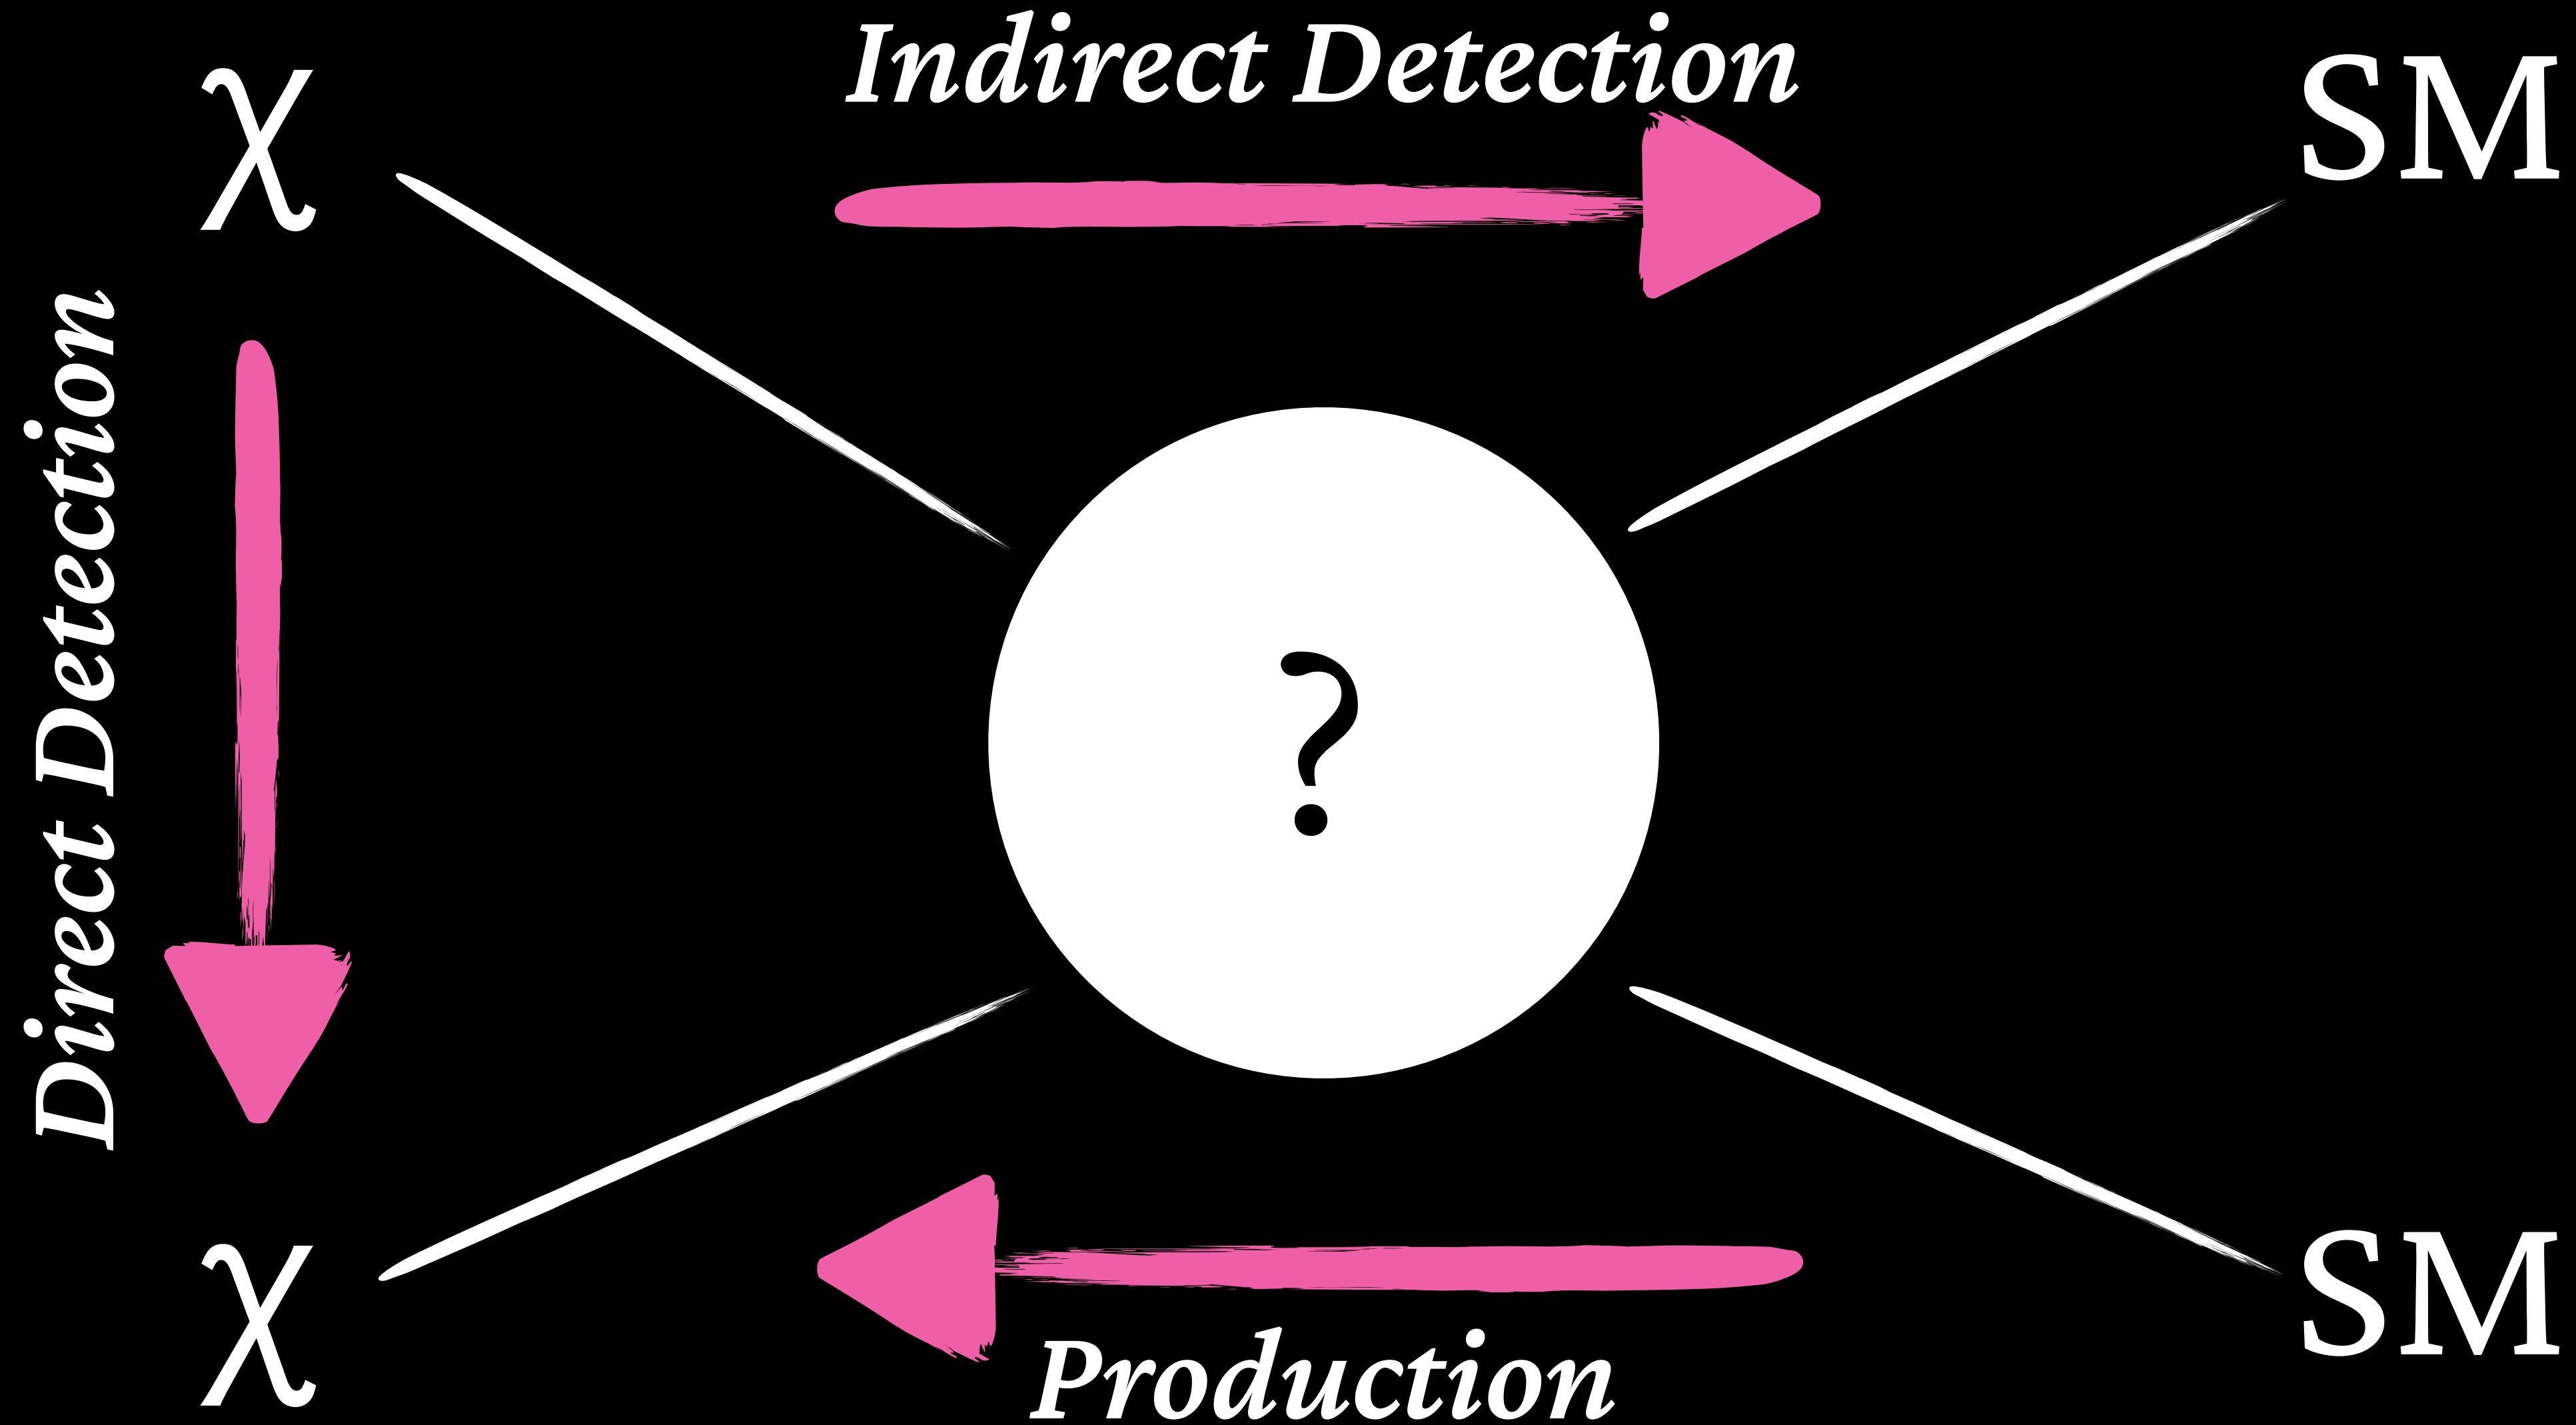 Indirect Detection
χ
SM
Direct Detection
?
χ
SM
Production